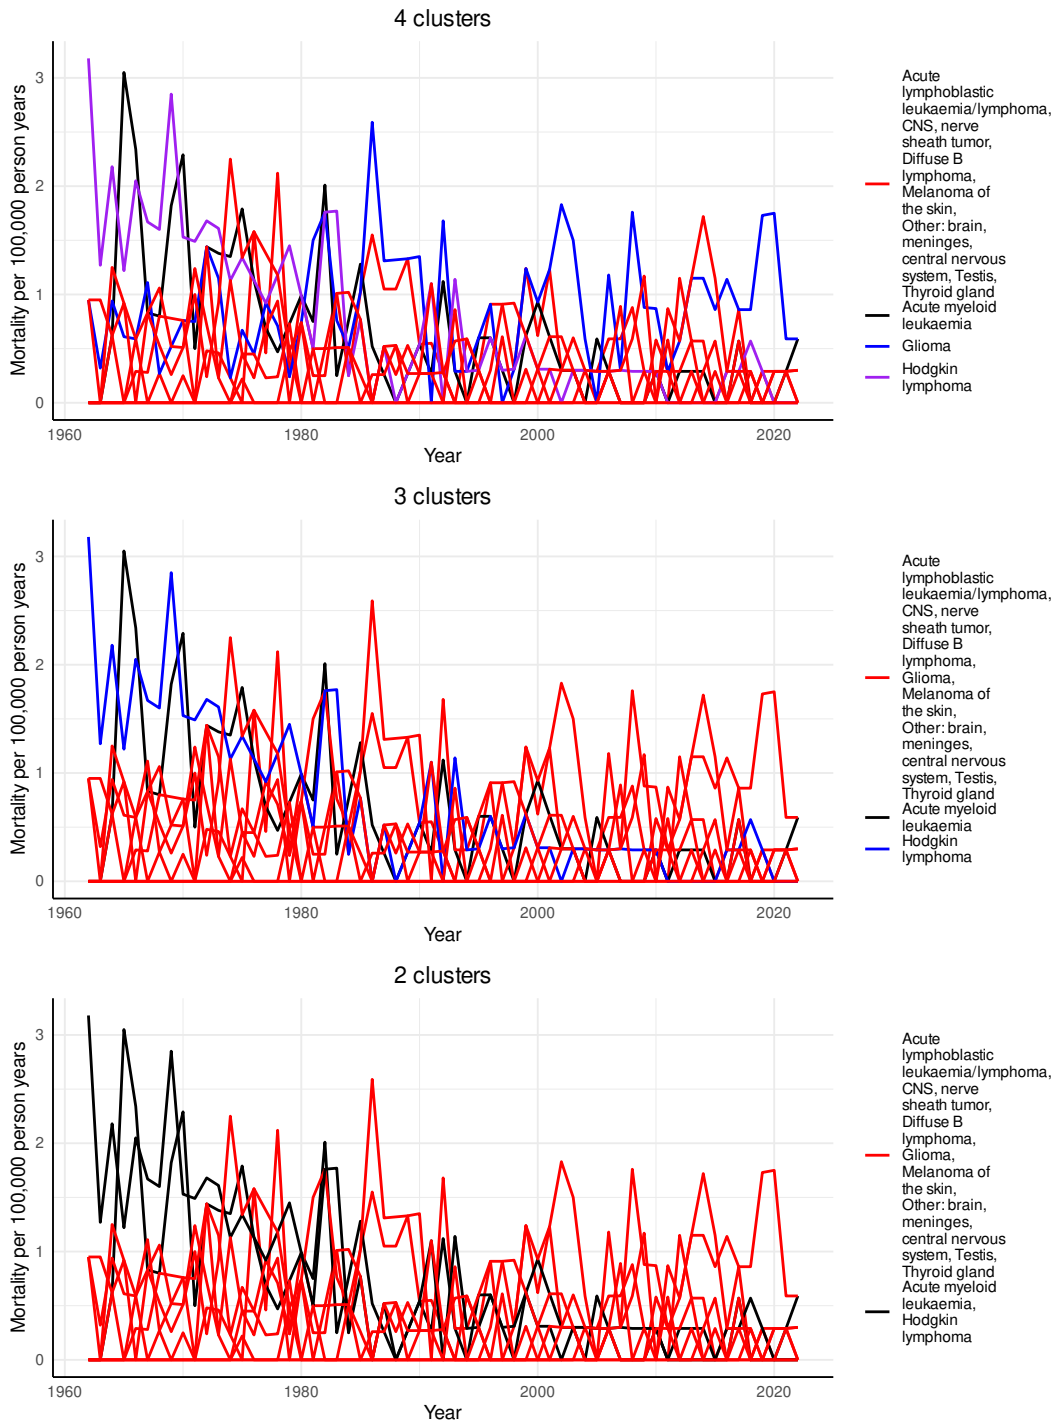 4 clusters
Mortality per 100,000 person years
3
2
1
0
1960
1980
2000
2020
Year
Acute
lymphoblastic
leukaemia/lymphoma,
CNS, nerve
sheath tumor,
Diffuse B
lymphoma,
Melanoma of
the skin,
Other: brain,
meninges,
central nervous
system, Testis,
Thyroid gland
Acute myeloid
leukaemia
Glioma
Hodgkin
lymphoma
3 clusters
Mortality per 100,000 person years
3
2
1
0
1960
1980
2000
2020
Year
Acute
lymphoblastic
leukaemia/lymphoma,
CNS, nerve
sheath tumor,
Diffuse B
lymphoma,
Glioma,
Melanoma of
the skin,
Other: brain,
meninges,
central nervous
system, Testis,
Thyroid gland
Acute myeloid
leukaemia
Hodgkin
lymphoma
2 clusters
Mortality per 100,000 person years
3
2
1
0
1960
1980
2000
2020
Year
Acute
lymphoblastic
leukaemia/lymphoma,
CNS, nerve
sheath tumor,
Diffuse B
lymphoma,
Glioma,
Melanoma of
the skin,
Other: brain,
meninges,
central nervous
system, Testis,
Thyroid gland
Acute myeloid
leukaemia,
Hodgkin
lymphoma